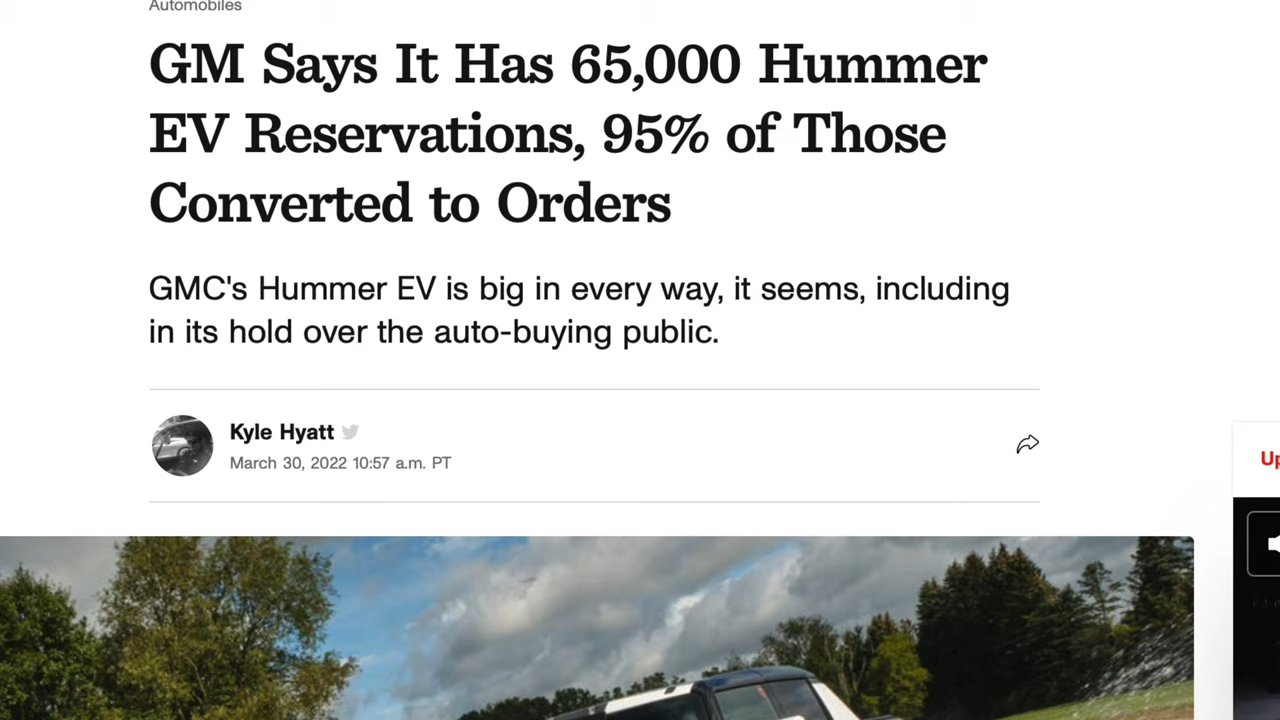 Automobiles
GM Says It Has 65,000 Hummer
EV Reservations, 95% of Those
Converted to Orders
GMC's Hummer EV is big in every way, it seems, including
in its hold over the auto-buying public.
Kyle Hyatt
March 30, 2022 10:57 a.m. PT